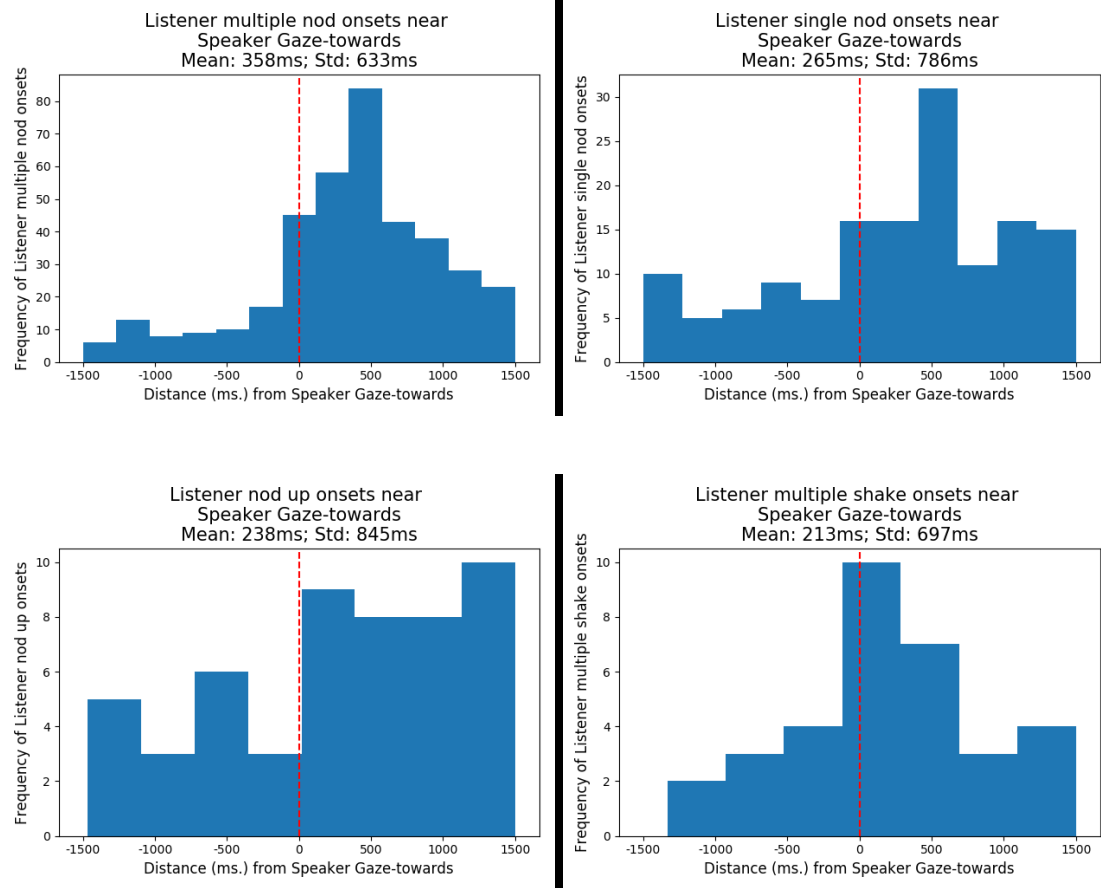 Listener multiple nod onsets near
Speaker Gaze-towards
Mean: 358ms; Std: 633ms
Frequency of Listener multiple nod onsets
80
70
60
50
40
30
20
10
0
-1500
-1000
-500
0
500
1000
1500
Distance (ms.) from Speaker Gaze-towards
Listener single nod onsets near
Speaker Gaze-towards
Mean: 265ms; Std: 786ms
Frequency of Listener single nod onsets
30
25
20
15
10
5
0
-1500
-1000
-500
0
500
1000
1500
Distance (ms.) from Speaker Gaze-towards
Listener nod up onsets near
Speaker Gaze-towards
Mean: 238ms; Std: 845ms
Frequency of Listener nod up onsets
10
8
6
4
2
0
-1500
-1000
-500
0
500
1000
1500
Distance (ms.) from Speaker Gaze-towards
Listener multiple shake onsets near
Speaker Gaze-towards
Mean: 213ms; Std: 697ms
Frequency of Listener multiple shake onsets
10
8
6
4
2
0
-1500
-1000
-500
0
500
1000
1500
Distance (ms.) from Speaker Gaze-towards